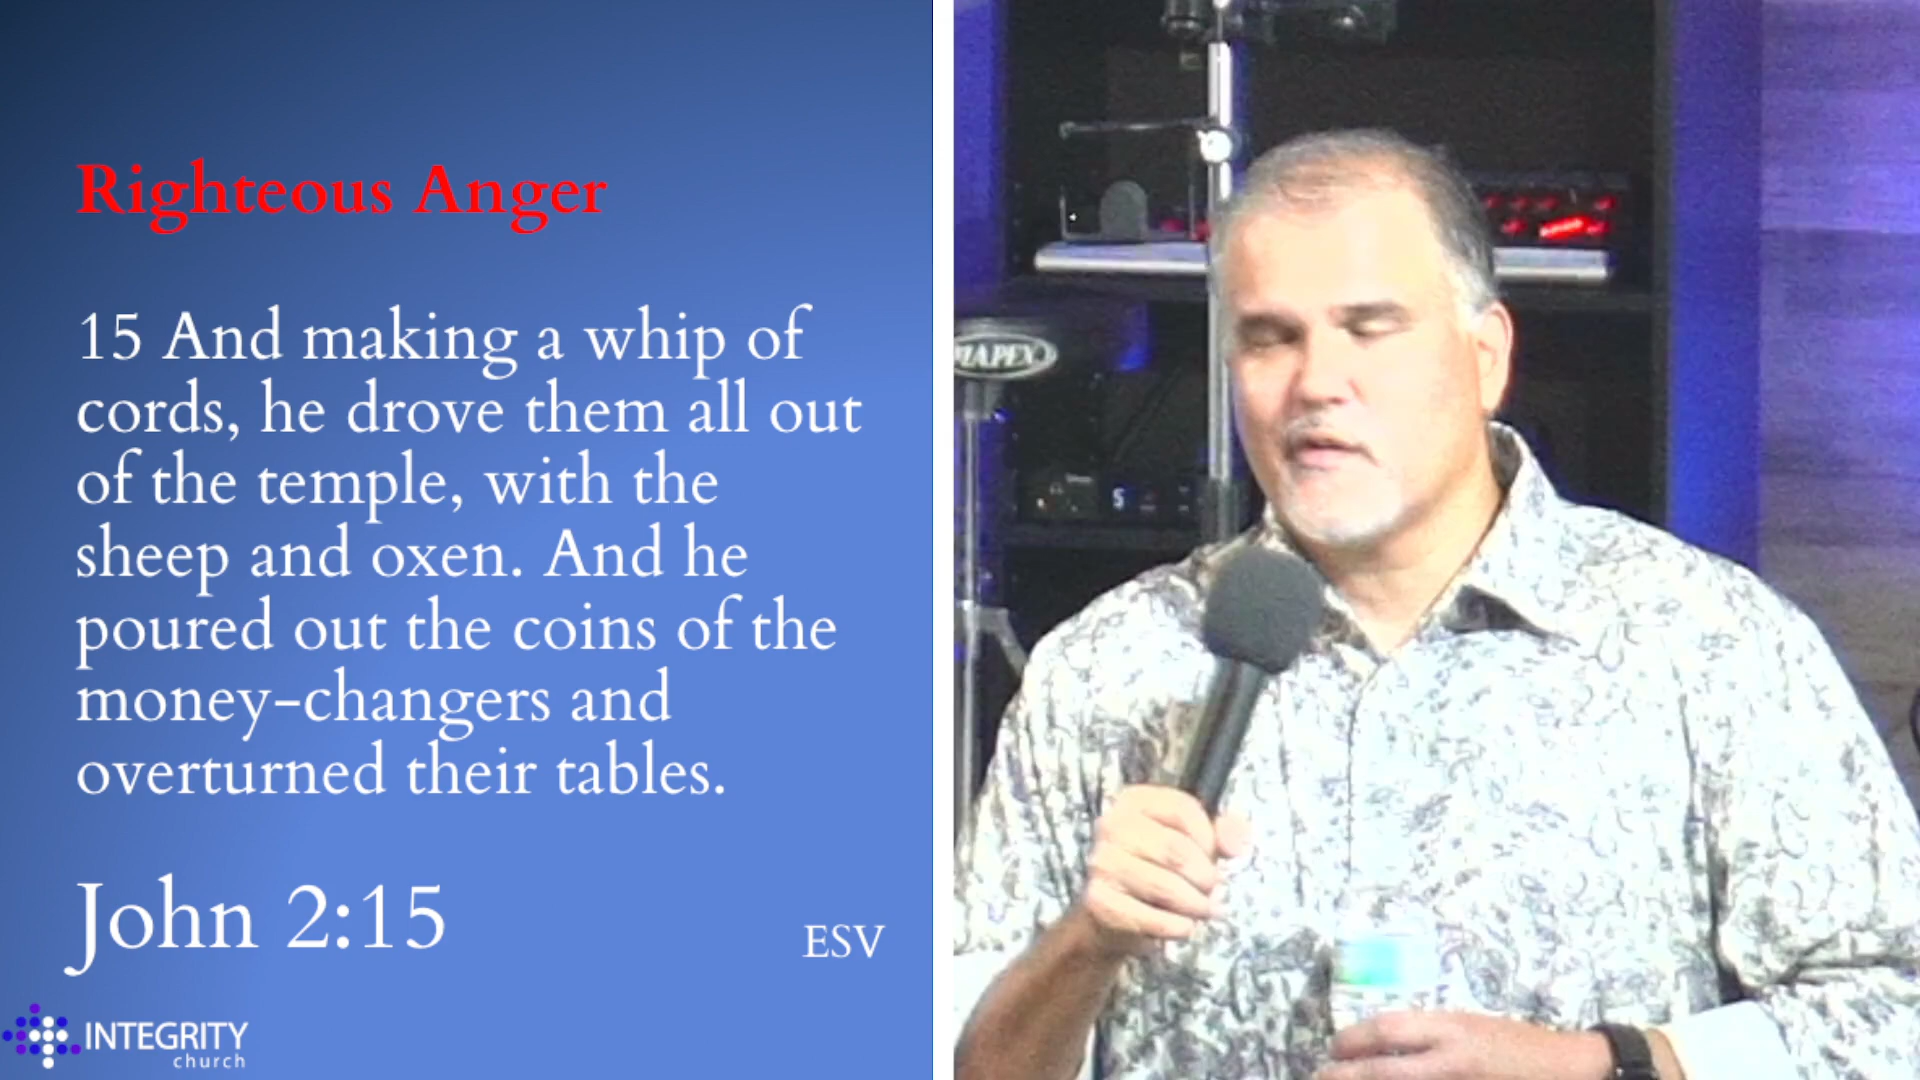 Righteous Anger
15 And making a whip of
cords, he drove them all out
of the temple, with the
sheep and oxen. And he
poured out the coins of the
money-changers and
overturned their tables.
John 2:15
ESV
INTEGRITY
church
MAPEX
S